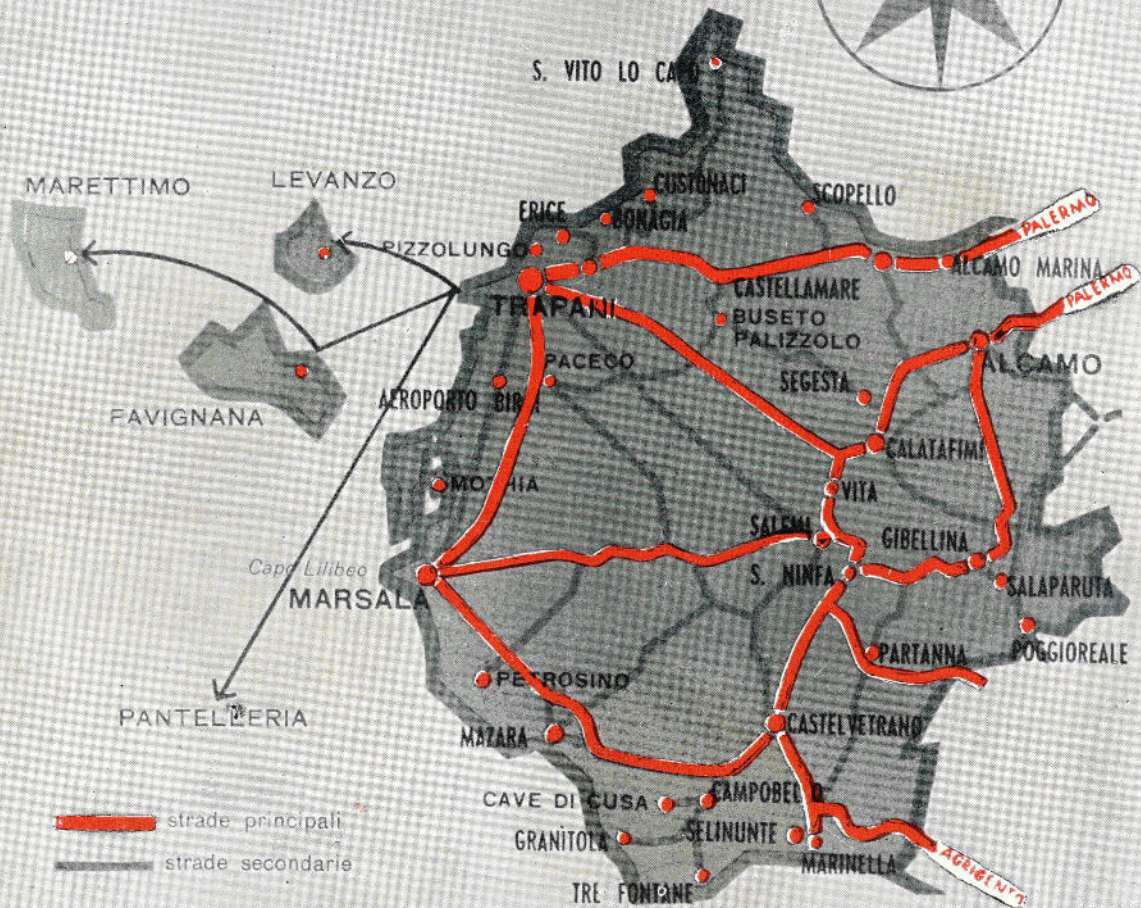 S. VITO LO CAPO
MARETTIMO
LEVANZO
CUSTONACI
SCOPELLO
ERICE
BONAGIA
PALERMO
PIZZOLUNGO
ALCAMO MARINA
TRAPANI
CASTELLAMARE
PALERMO
BUSETO
PALIZZOLO
ALCAMO
PACECO
SEGESTA
AEROPORTO BIRGI
FAVIGNANA
CALATAFIMI
MOTHIA
VITA
SALEMI
GIBELLINA
Capo Lilibeo
S. NINFA
MARSALA
SALAPARUTA
PARTANNA
POGGIOREALE
PETROSINO
PANTELLERIA
CASTELVETRANO
MAZARA
CAVE DI CUSA
CAMPOBELLO
strade principali
GRANITOLA
SELINUNTE
MARINELLA
AGRIGENTO
strade secondarie
TRE FONTANE